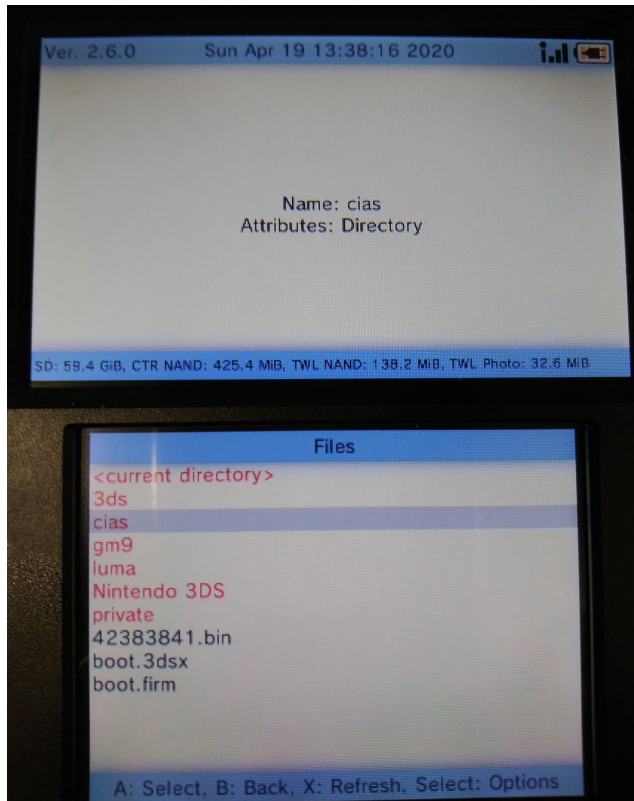 Ver. 2.6.0 Sun Apr 19 13:38:16 2020
Name: cias
Attributes: Directory
SD: 59.4 GiB, CTR NAND: 425.4 MiB, TWL NAND: 138.2 MiB, TWL Photo: 32.6 MiB
Files
<current directory>
3ds
cias
gm9
luma
Nintendo 3DS
private
42383841.bin
boot.3dsx
boot.firm
A: Select, B: Back, X: Refresh, Select: Options